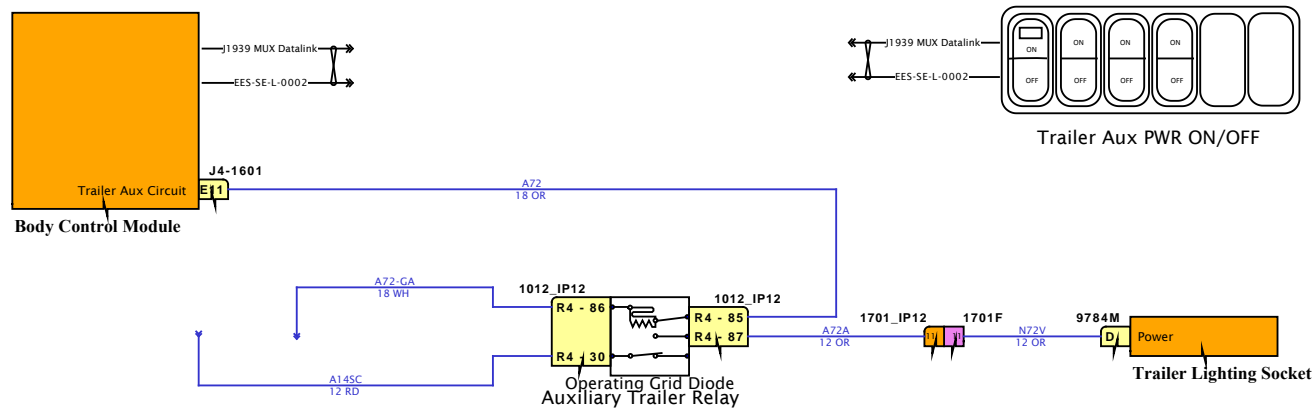 J1939 MUX Datalink
EES-SE-L-0002
J1939 MUX Datalink
EES-SE-L-0002
ON
OFF
ON
OFF
ON
OFF
ON
OFF
Trailer Aux PWR ON/OFF
J4-1601
Trailer Aux Circuit
E11
A72
18 OR
Body Control Module
A72-GA
18 WH
1012_IP12
R4 - 86
R4 - 30
1012_IP12
R4 - 85
R4 - 87
A72A
12 OR
1701_IP12
1701F
11
11
N72V
12 OR
9784M
D
Power
Trailer Lighting Socket
A14SC
12 RD
Operating Grid Diode
Auxiliary Trailer Relay